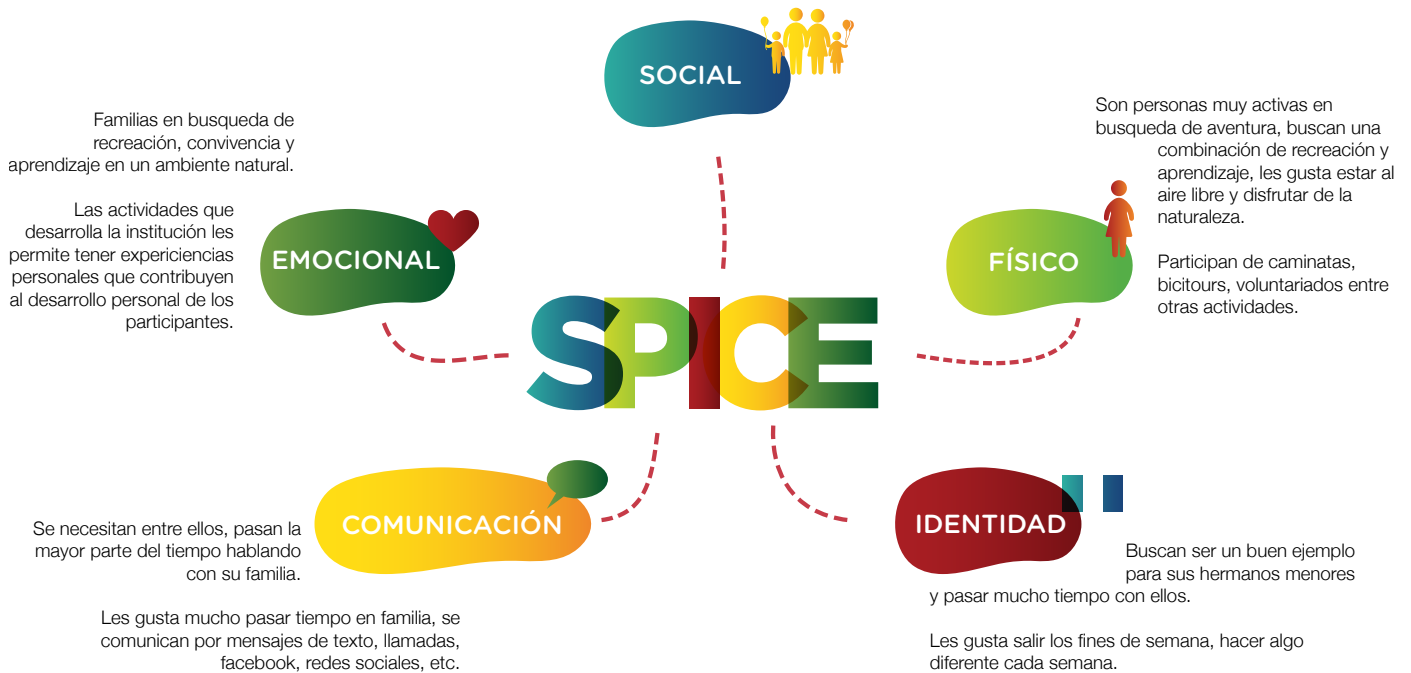 SOCIAL
Familias en busqueda de
recreación, convivencia y
aprendizaje en un ambiente natural.
Las actividades que
desarrolla la institución les
permite tener expericiencias
personales que contribuyen
al desarrollo personal de los
participantes.
EMOCIONAL
Son personas muy activas en
busqueda de aventura, buscan una
combinación de recreación y
aprendizaje, les gusta estar al
aire libre y disfrutar de la
naturaleza.
Participan de caminatas,
bicitours, voluntariados entre
otras actividades.
FÍSICO
SPICE
COMUNICACIÓN
Se necesitan entre ellos, pasan la
mayor parte del tiempo hablando
con su familia.
Les gusta mucho pasar tiempo en familia, se
comunican por mensajes de texto, llamadas,
facebook, redes sociales, etc.
IDENTIDAD
Buscan ser un buen ejemplo
para sus hermanos menores
y pasar mucho tiempo con ellos.
Les gusta salir los fines de semana, hacer algo
diferente cada semana.